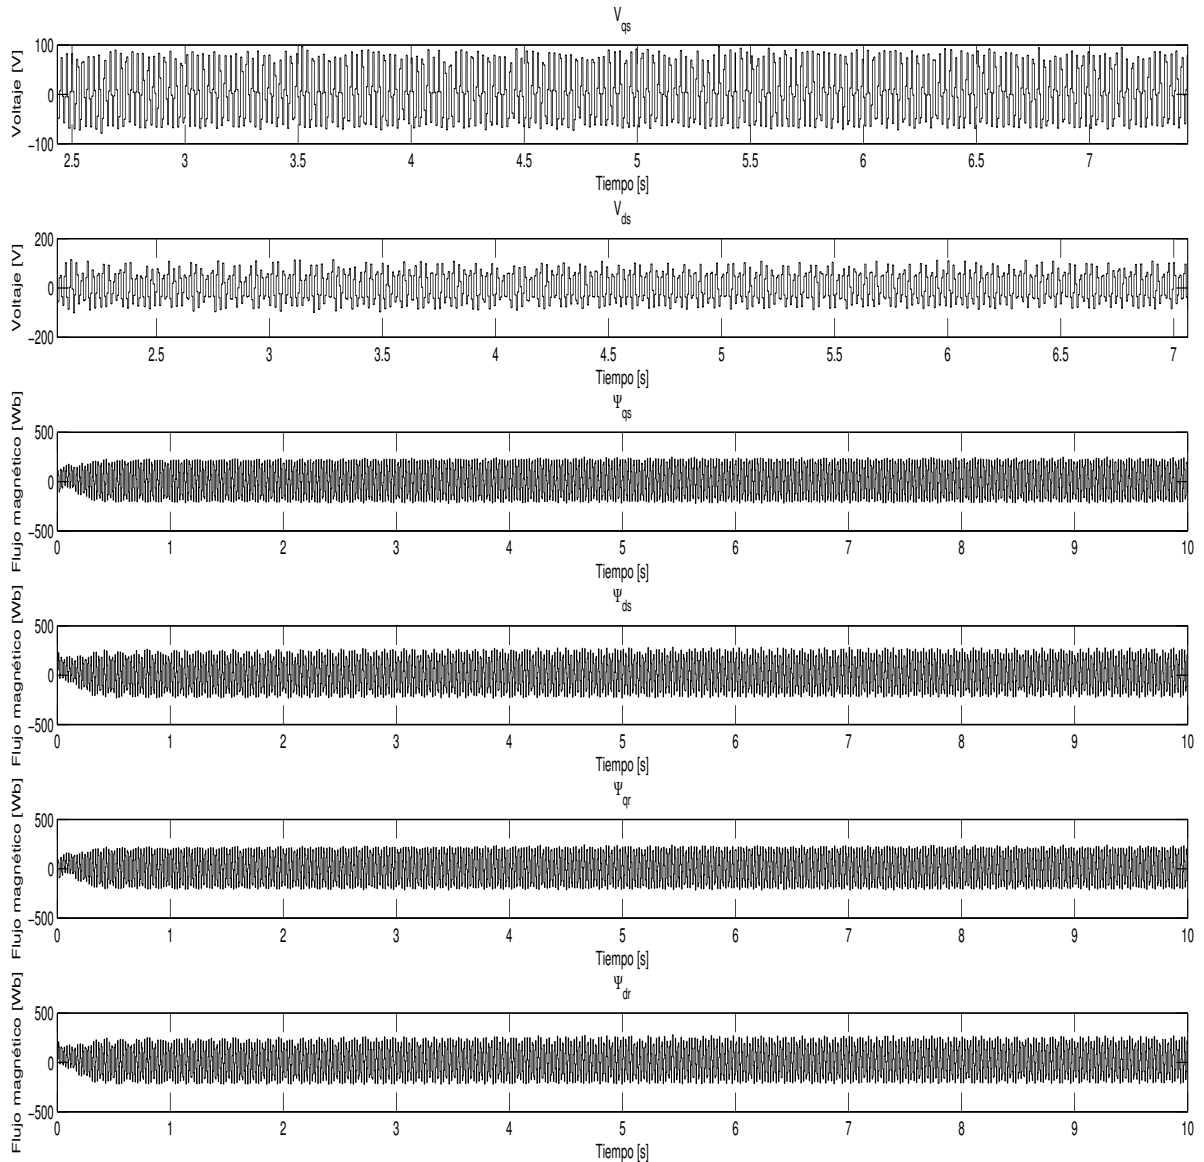 V_qs
Voltaje [V]
100
0
−100
2.5 3 3.5 4 4.5 5 5.5 6 6.5 7
Tiempo [s]
V_ds
Voltaje [V]
200
0
−200
2.5 3 3.5 4 4.5 5 5.5 6 6.5 7
Tiempo [s]
Ψ_qs
Flujo magnético [Wb]
500
0
−500
0 1 2 3 4 5 6 7 8 9 10
Tiempo [s]
Ψ_ds
Flujo magnético [Wb]
500
0
−500
0 1 2 3 4 5 6 7 8 9 10
Tiempo [s]
Ψ_qr
Flujo magnético [Wb]
500
0
−500
0 1 2 3 4 5 6 7 8 9 10
Tiempo [s]
Ψ_dr
Flujo magnético [Wb]
500
0
−500
0 1 2 3 4 5 6 7 8 9 10
Tiempo [s]